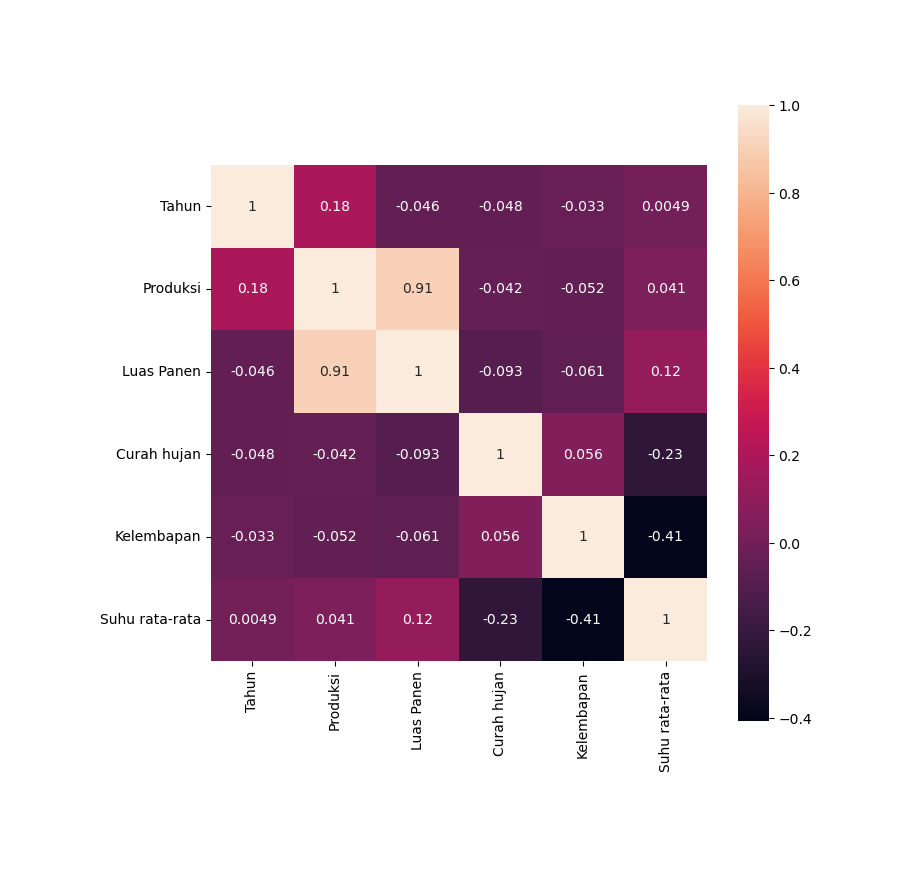 Tahun 1 0.18 -0.046 -0.048 -0.033 0.0049
Produksi 0.18 1 0.91 -0.042 -0.052 0.041
Luas Panen -0.046 0.91 1 -0.093 -0.061 0.12
Curah hujan -0.048 -0.042 -0.093 1 0.056 -0.23
Kelembapan -0.033 -0.052 -0.061 0.056 1 -0.41
Suhu rata-rata 0.0049 0.041 0.12 -0.23 -0.41 1
Tahun
Produksi
Luas Panen
Curah hujan
Kelembapan
Suhu rata-rata
1.0
0.8
0.6
0.4
0.2
0.0
−0.2
−0.4